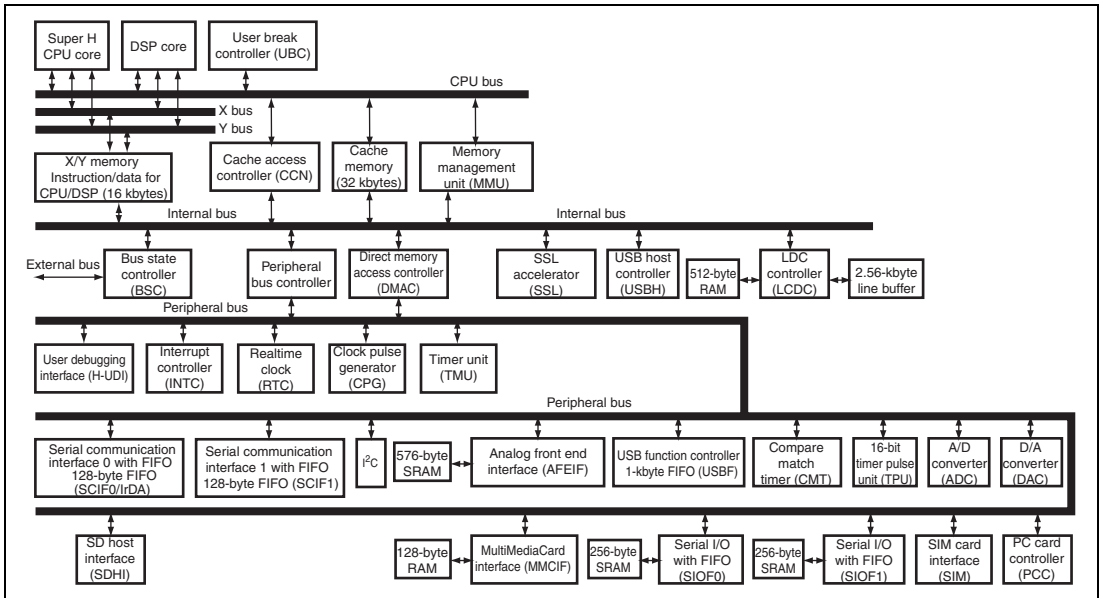 Super H
CPU core
DSP core
User break
controller (UBC)
CPU bus
X bus
Y bus
X/Y memory
Instruction/data for
CPU/DSP (16 kbytes)
Cache access
controller (CCN)
Cache
memory
(32 kbytes)
Memory
management
unit (MMU)
Internal bus
Internal bus
External bus
Bus state
controller
(BSC)
Peripheral
bus controller
Direct memory
access controller
(DMAC)
SSL
accelerator
(SSL)
USB host
controller
(USBH)
512-byte
RAM
LDC
controller
(LCDC)
2.56-kbyte
line buffer
Peripheral bus
User debugging
interface (H-UDI)
Interrupt
controller
(INTC)
Realtime
clock
(RTC)
Clock pulse
generator
(CPG)
Timer unit
(TMU)
Peripheral bus
Serial communication
interface 0 with FIFO
128-byte FIFO
(SCIF0/IrDA)
Serial communication
interface 1 with FIFO
128-byte FIFO (SCIF1)
I²C
576-byte
SRAM
Analog front end
interface (AFEIF)
USB function controller
1-kbyte FIFO (USBF)
Compare
match
timer (CMT)
16-bit
timer pulse
unit (TPU)
A/D
converter
(ADC)
D/A
converter
(DAC)
SD host
interface
(SDHI)
128-byte
RAM
MultiMediaCard
interface (MMCIF)
256-byte
SRAM
Serial I/O
with FIFO
(SIOF0)
256-byte
SRAM
Serial I/O
with FIFO
(SIOF1)
SIM card
interface
(SIM)
PC card
controller
(PCC)